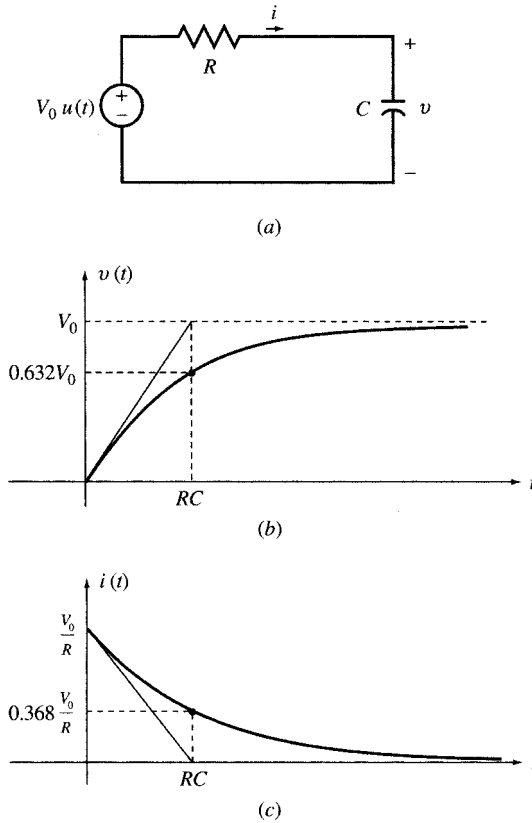 i
R
+
V₀ u(t)
+
−
C
υ
−
(a)
υ (t)
V₀
0.632V₀
RC
t
(b)
i (t)
V₀/R
0.368 V₀/R
RC
(c)